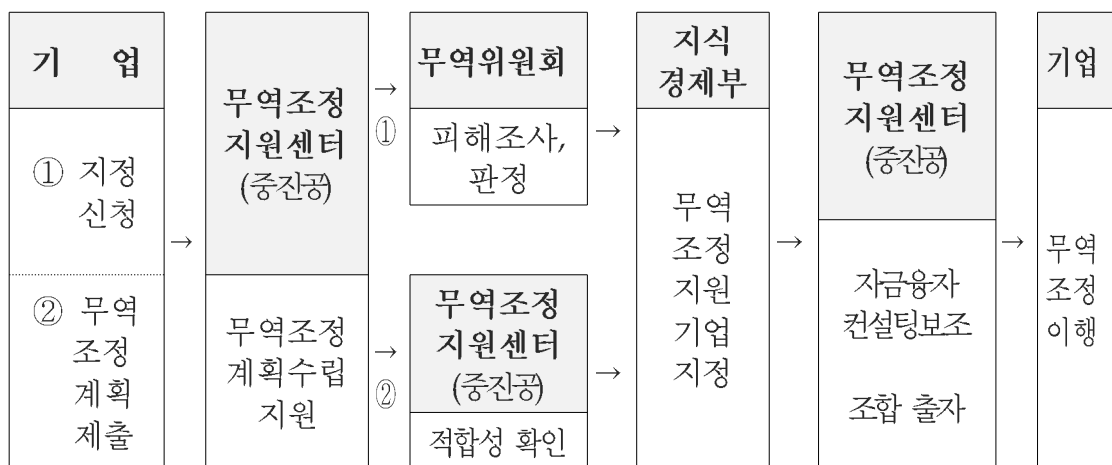 기 업
① 지정
신청
② 무역
조정
계획
제출
→
무역조정
지원센터
(중진공)
무역조정
계획수립
지원
→
①
→
②
무역위원회
피해조사,
판정
무역조정
지원센터
(중진공)
적합성 확인
→
→
지식
경제부
무역
조정
지원
기업
지정
→
무역조정
지원센터
(중진공)
자금융자
컨설팅보조
조합 출자
→
기업
무역
조정
이행